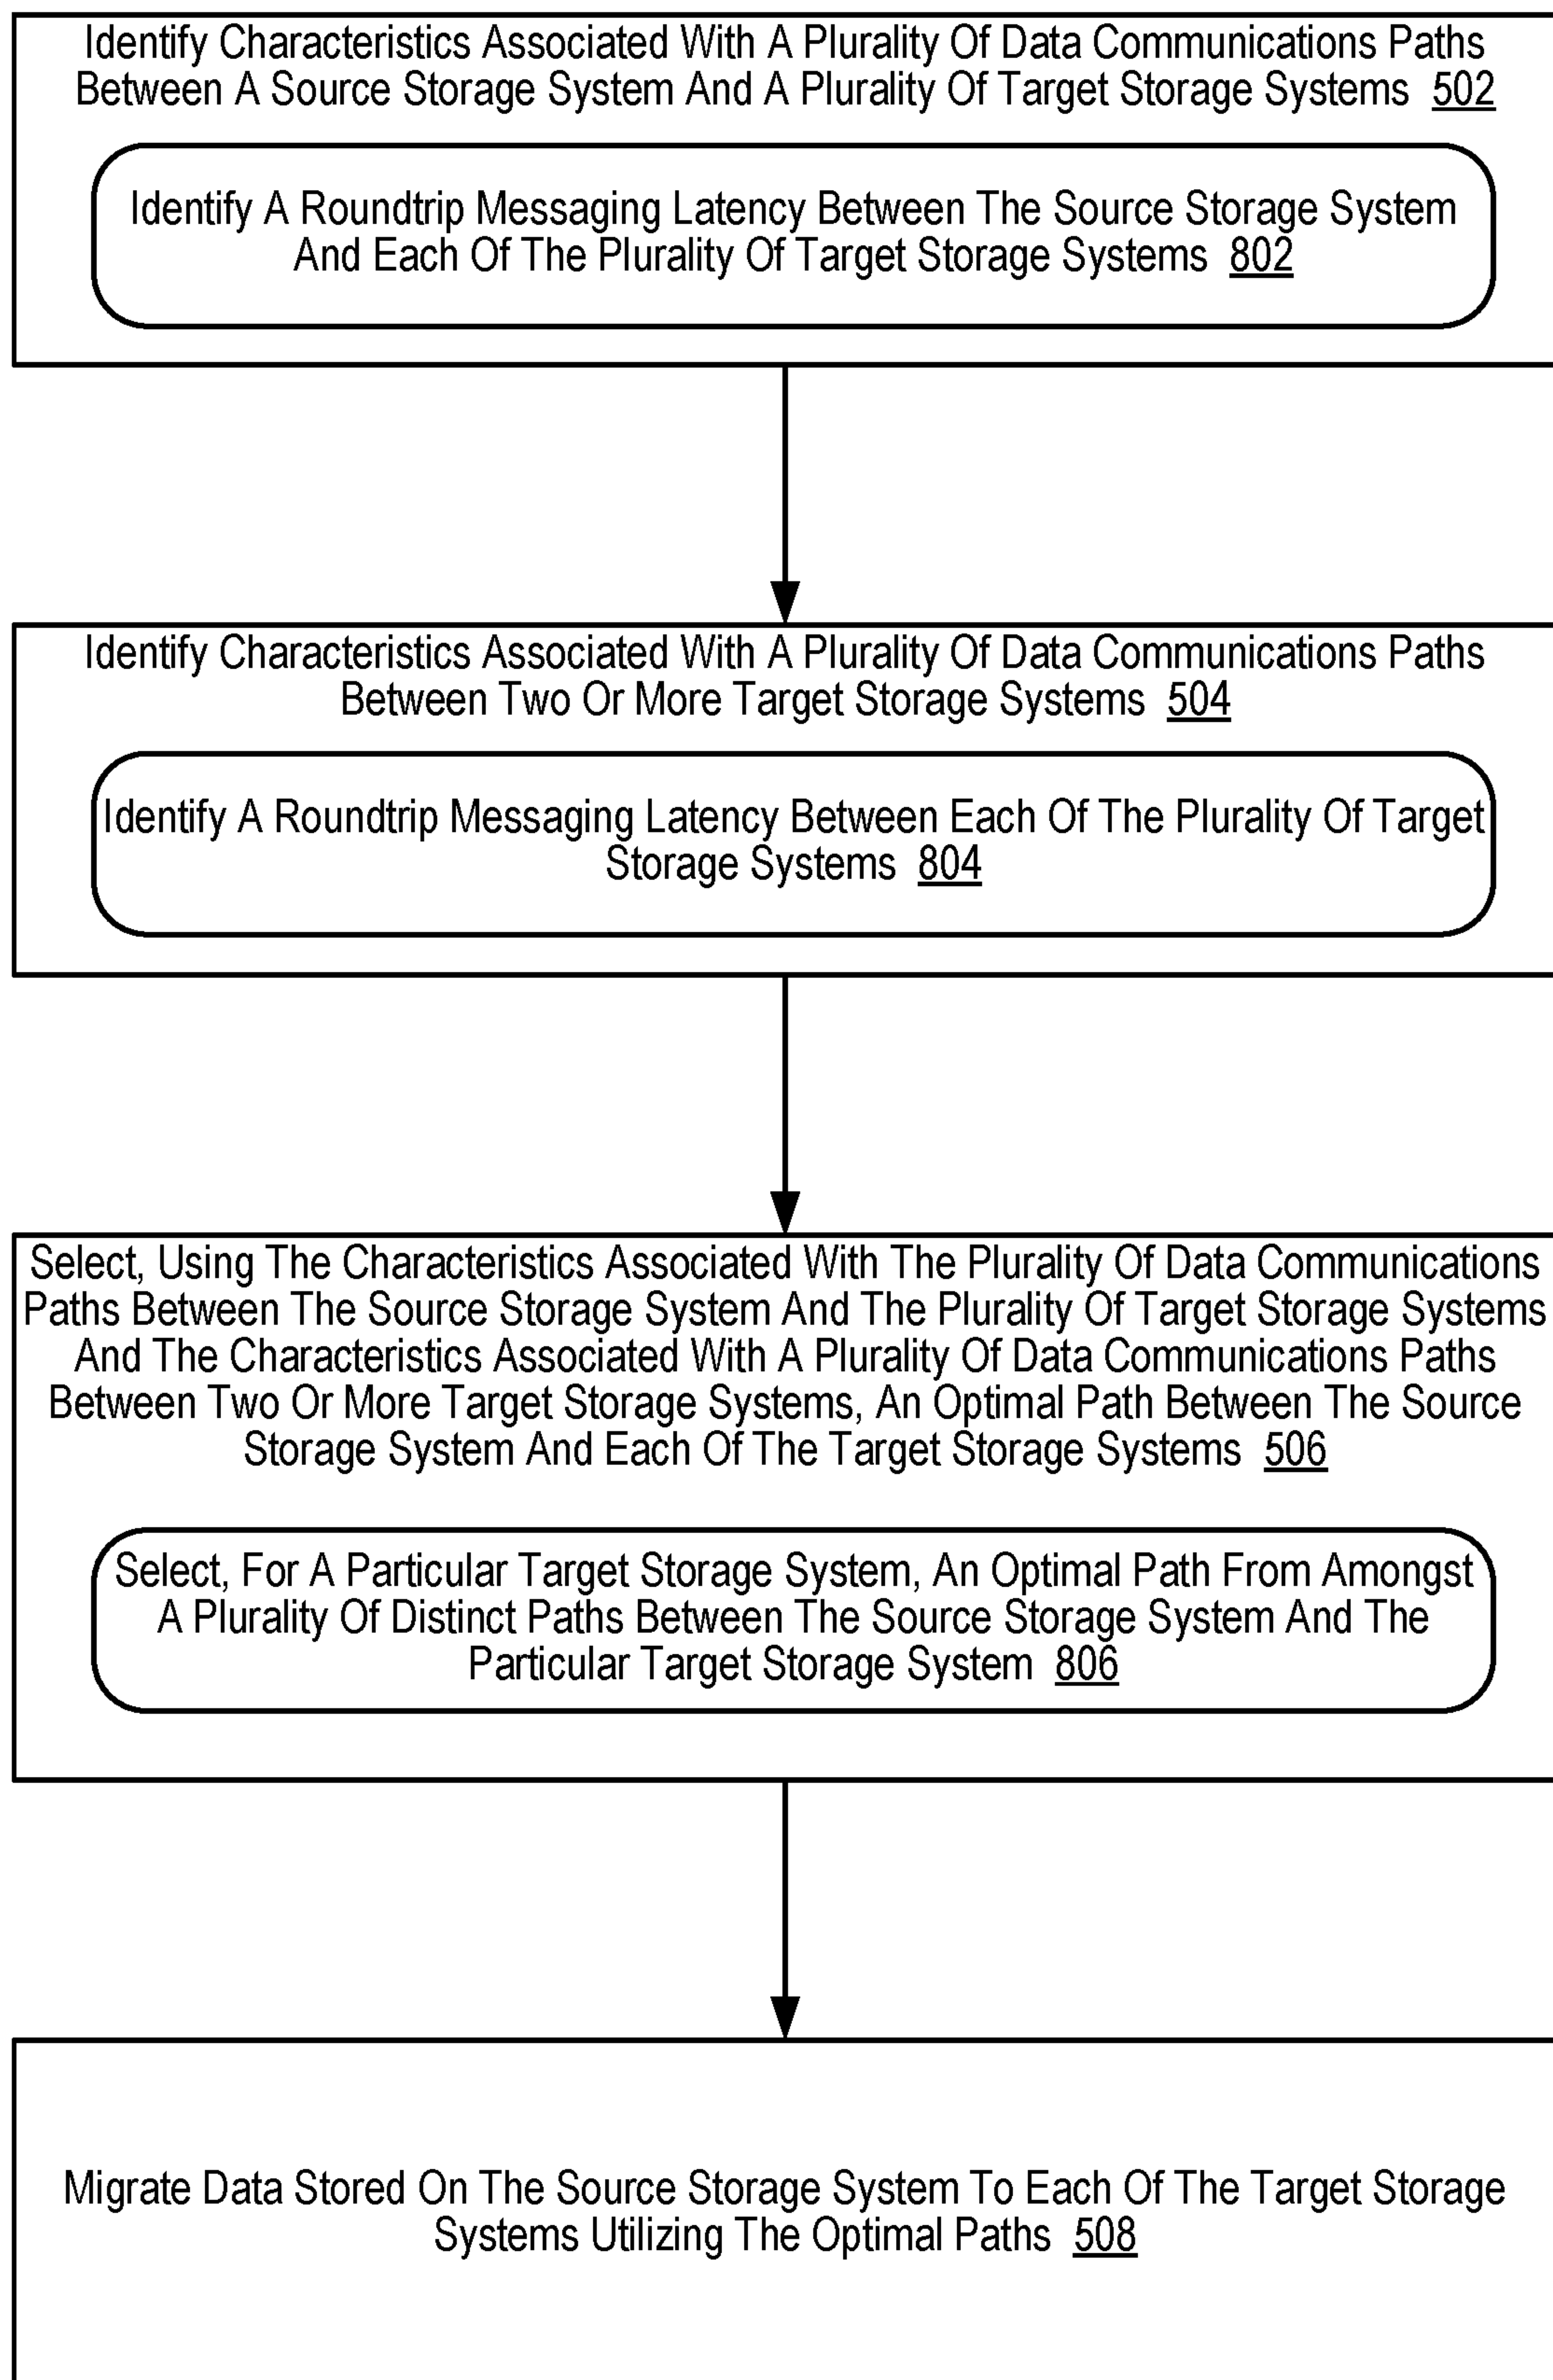 Identify Characteristics Associated With A Plurality Of Data Communications Paths
Between A Source Storage System And A Plurality Of Target Storage Systems 502
Identify A Roundtrip Messaging Latency Between The Source Storage System
And Each Of The Plurality Of Target Storage Systems 802
Identify Characteristics Associated With A Plurality Of Data Communications Paths
Between Two Or More Target Storage Systems 504
Identify A Roundtrip Messaging Latency Between Each Of The Plurality Of Target
Storage Systems 804
Select, Using The Characteristics Associated With The Plurality Of Data Communications
Paths Between The Source Storage System And The Plurality Of Target Storage Systems
And The Characteristics Associated With A Plurality Of Data Communications Paths
Between Two Or More Target Storage Systems, An Optimal Path Between The Source
Storage System And Each Of The Target Storage Systems 506
Select, For A Particular Target Storage System, An Optimal Path From Amongst
A Plurality Of Distinct Paths Between The Source Storage System And The
Particular Target Storage System 806
Migrate Data Stored On The Source Storage System To Each Of The Target Storage
Systems Utilizing The Optimal Paths 508